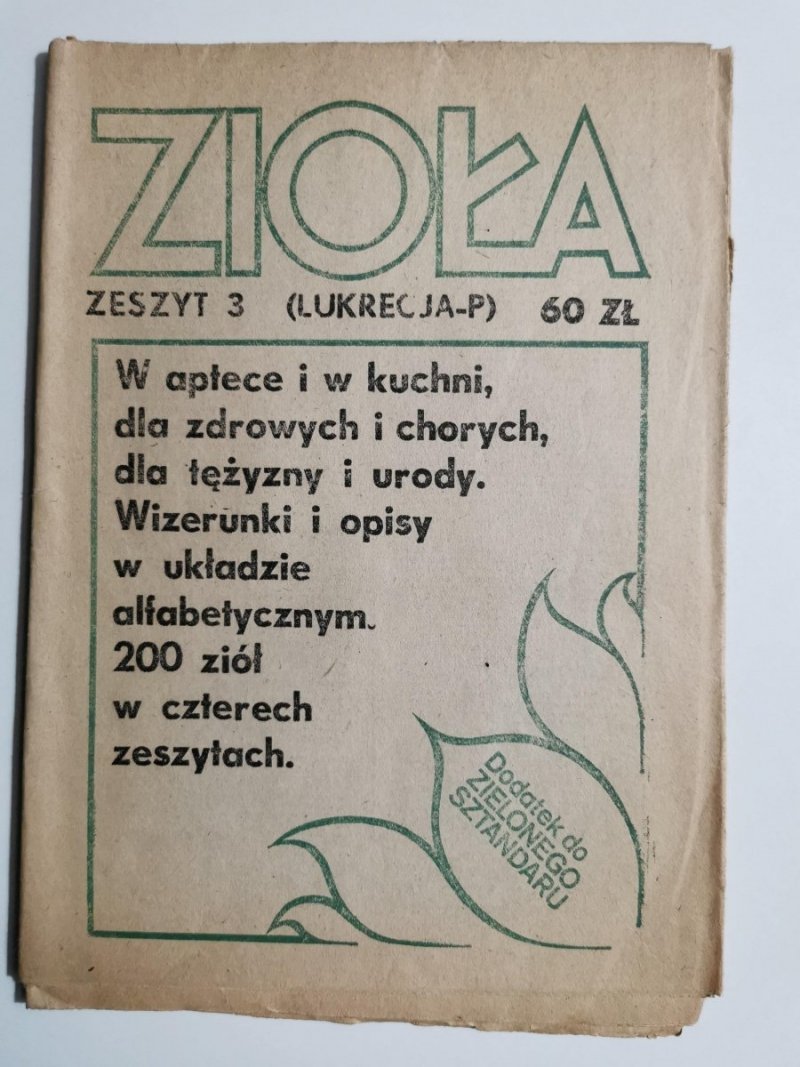 ZIOŁA
ZESZYT 3 (LUKRECJA-P) 60 ZŁ
W aptece i w kuchni,
dla zdrowych i chorych,
dla tężyzny i urody.
Wizerunki i opisy
w układzie
alfabetycznym.
200 ziół
w czterech
zeszytach.
Dodatek do
ZIELONEGO
SZTANDARU